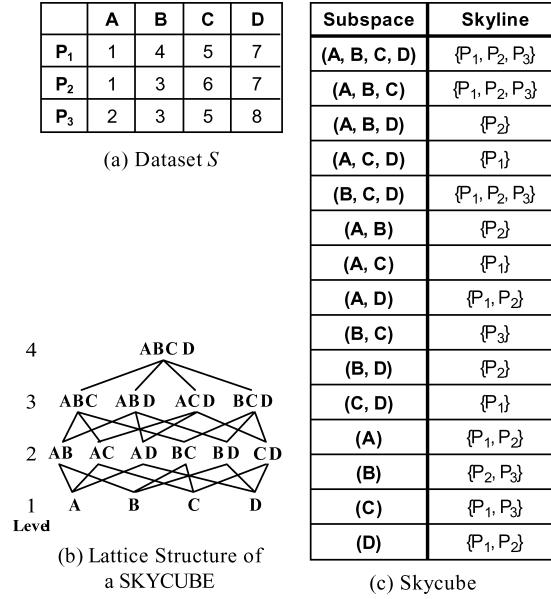 A B C D
P1 1 4 5 7
P2 1 3 6 7
P3 2 3 5 8
(a) Dataset S
4 ABC D
3 ABC ABD ACD BCD
2 AB AC AD BC BD CD
1 A B C D
Level
(b) Lattice Structure of
a SKYCUBE
Subspace Skyline
(A, B, C, D) {P1, P2, P3}
(A, B, C) {P1, P2, P3}
(A, B, D) {P2}
(A, C, D) {P1}
(B, C, D) {P1, P2, P3}
(A, B) {P2}
(A, C) {P1}
(A, D) {P1, P2}
(B, C) {P3}
(B, D) {P2}
(C, D) {P1}
(A) {P1, P2}
(B) {P2, P3}
(C) {P1, P3}
(D) {P1, P2}
(c) Skycube